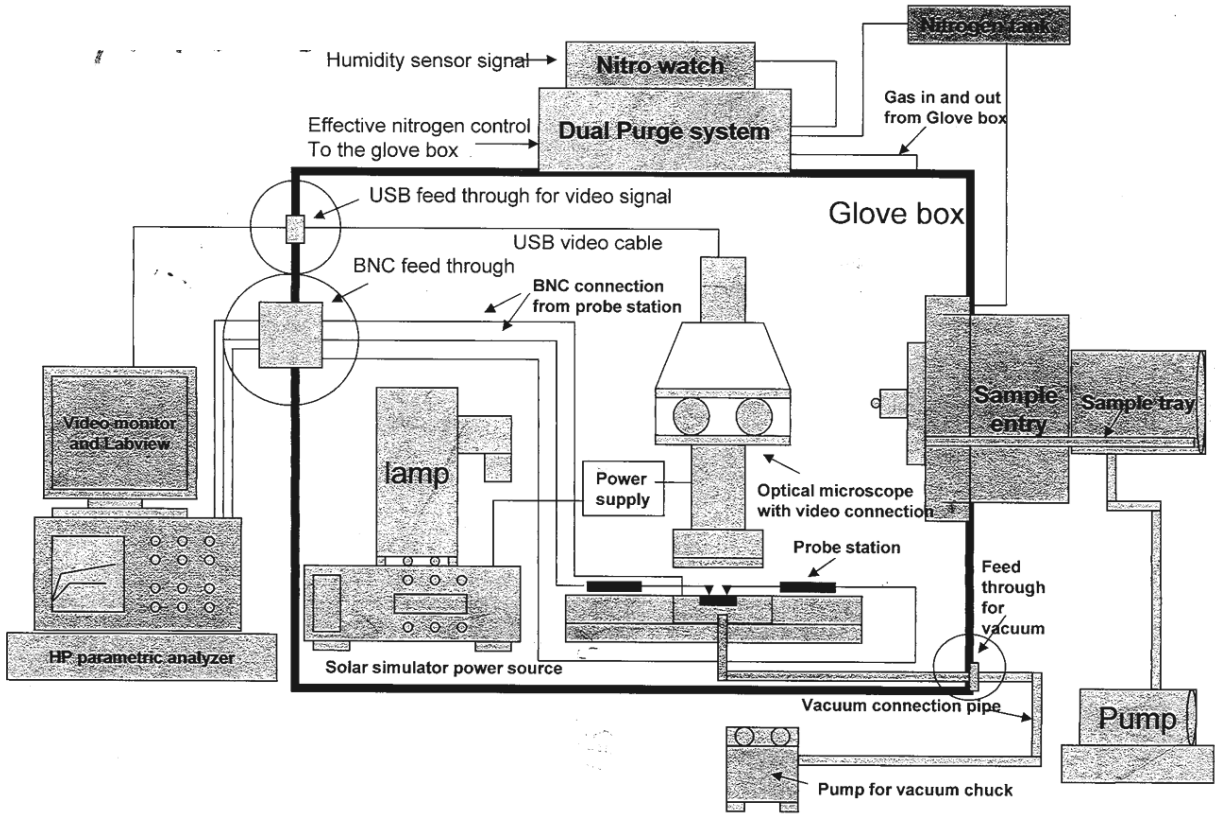 Nitrogen tank
Humidity sensor signal
Nitro watch
Gas in and out
from Glove box
Effective nitrogen control
To the glove box
Dual Purge system
USB feed through for video signal
Glove box
USB video cable
BNC feed through
BNC connection
from probe station
Video monitor
and Labview
lamp
Sample
entry
Sample tray
Power
supply
Optical microscope
with video connection
Probe station
Feed
through
for
vacuum
HP parametric analyzer
Solar simulator power source
Vacuum connection pipe
Pump
Pump for vacuum chuck